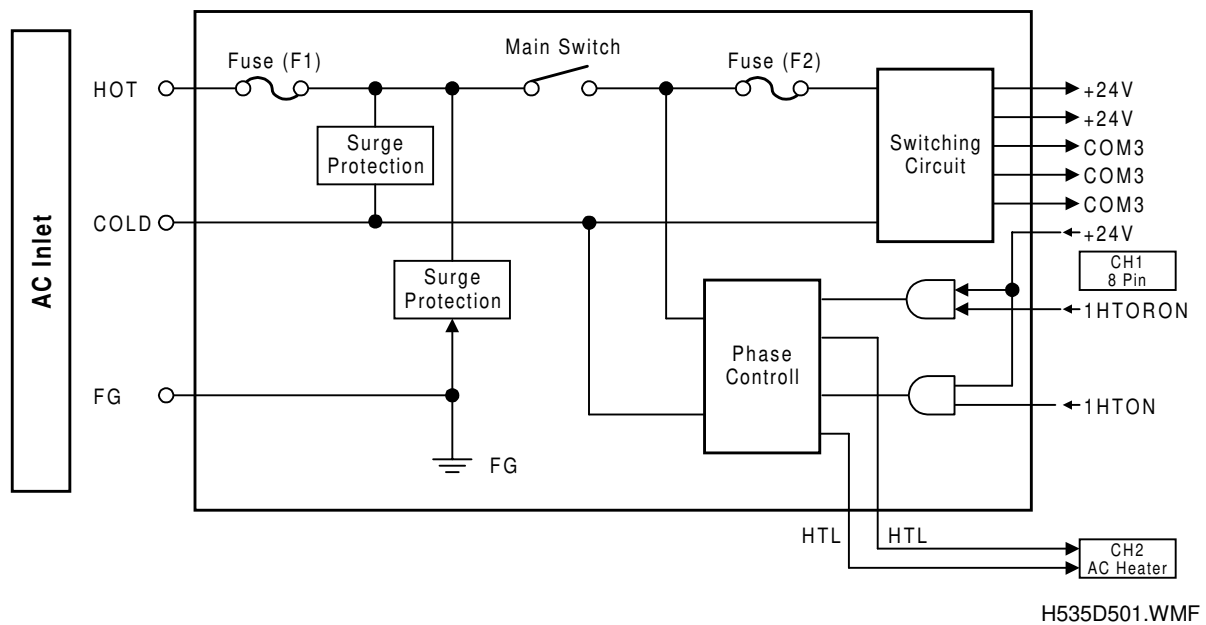 Main Switch
Fuse (F1)
Fuse (F2)
HOT
+24V
+24V
Surge
Protection
Switching
Circuit
COM3
COM3
COM3
COLD
+24V
AC Inlet
CH1
8 Pin
Surge
Protection
1HTORON
Phase
Controll
FG
1HTON
FG
HTL
HTL
CH2
AC Heater
H535D501.WMF